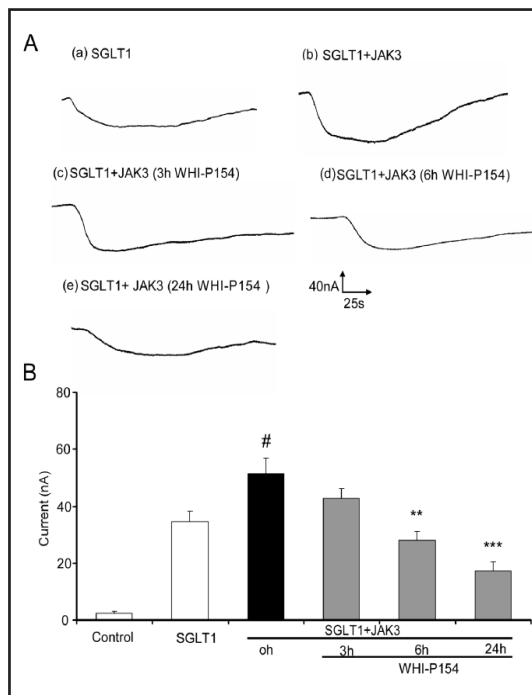 A
(a) SGLT1
(b) SGLT1+JAK3
(c) SGLT1+JAK3 (3h WHI-P154)
(d)SGLT1+JAK3 (6h WHI-P154)
(e) SGLT1+ JAK3 (24h WHI-P154 )
40nA
25s
B
Current (nA)
80
60
40
20
0
#
**
***
Control
SGLT1
SGLT1+JAK3
oh
3h
6h
24h
WHI-P154